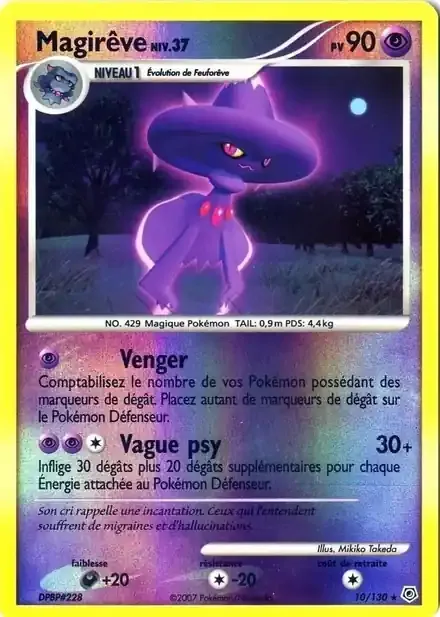 Magirêve NIV.37 PV 90
NIVEAU 1 Évolution de Feuforêve
NO. 429 Magique Pokémon TAIL: 0,9m PDS: 4,4kg
Venger
Comptabilisez le nombre de vos Pokémon possédant des
marqueurs de dégât. Placez autant de marqueurs de dégât sur
le Pokémon Défenseur.
Vague psy 30+
Inflige 30 dégâts plus 20 dégâts supplémentaires pour chaque
Énergie attachée au Pokémon Défenseur.
Son cri rappelle une incantation. Ceux qui l'entendent
souffrent de migraines et d'hallucinations.
Illus. Mikiko Takeda
faiblesse résistance coût de retraite
+20 -20
DPBP#228 ©2007 Pokémon/Nintendo 10/130